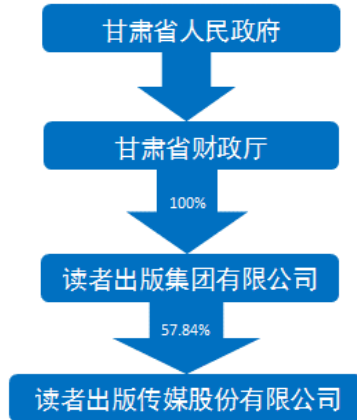 甘肃省人民政府
甘肃省财政厅
100%
读者出版集团有限公司
57.84%
读者出版传媒股份有限公司